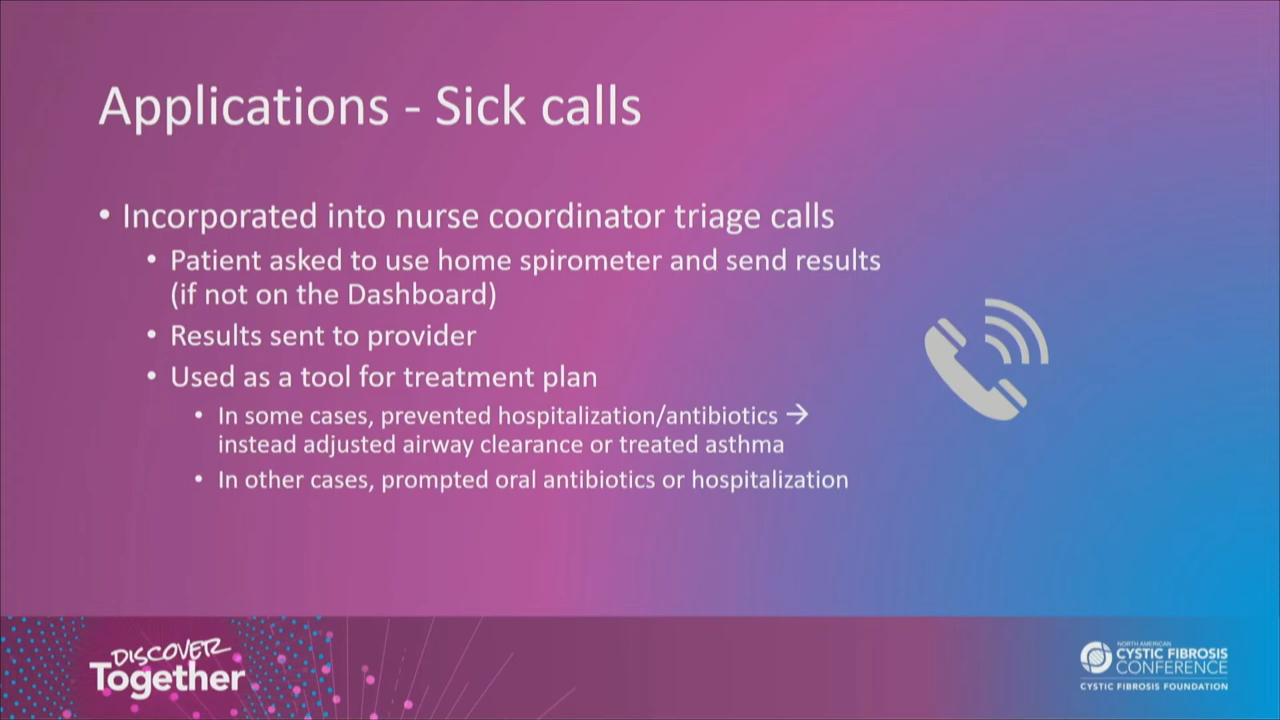 Applications - Sick calls
• Incorporated into nurse coordinator triage calls
• Patient asked to use home spirometer and send results
(if not on the Dashboard)
• Results sent to provider
• Used as a tool for treatment plan
• In some cases, prevented hospitalization/antibiotics →
instead adjusted airway clearance or treated asthma
• In other cases, prompted oral antibiotics or hospitalization
DISCOVER
Together
NORTH AMERICAN
CYSTIC FIBROSIS
CONFERENCE
CYSTIC FIBROSIS FOUNDATION